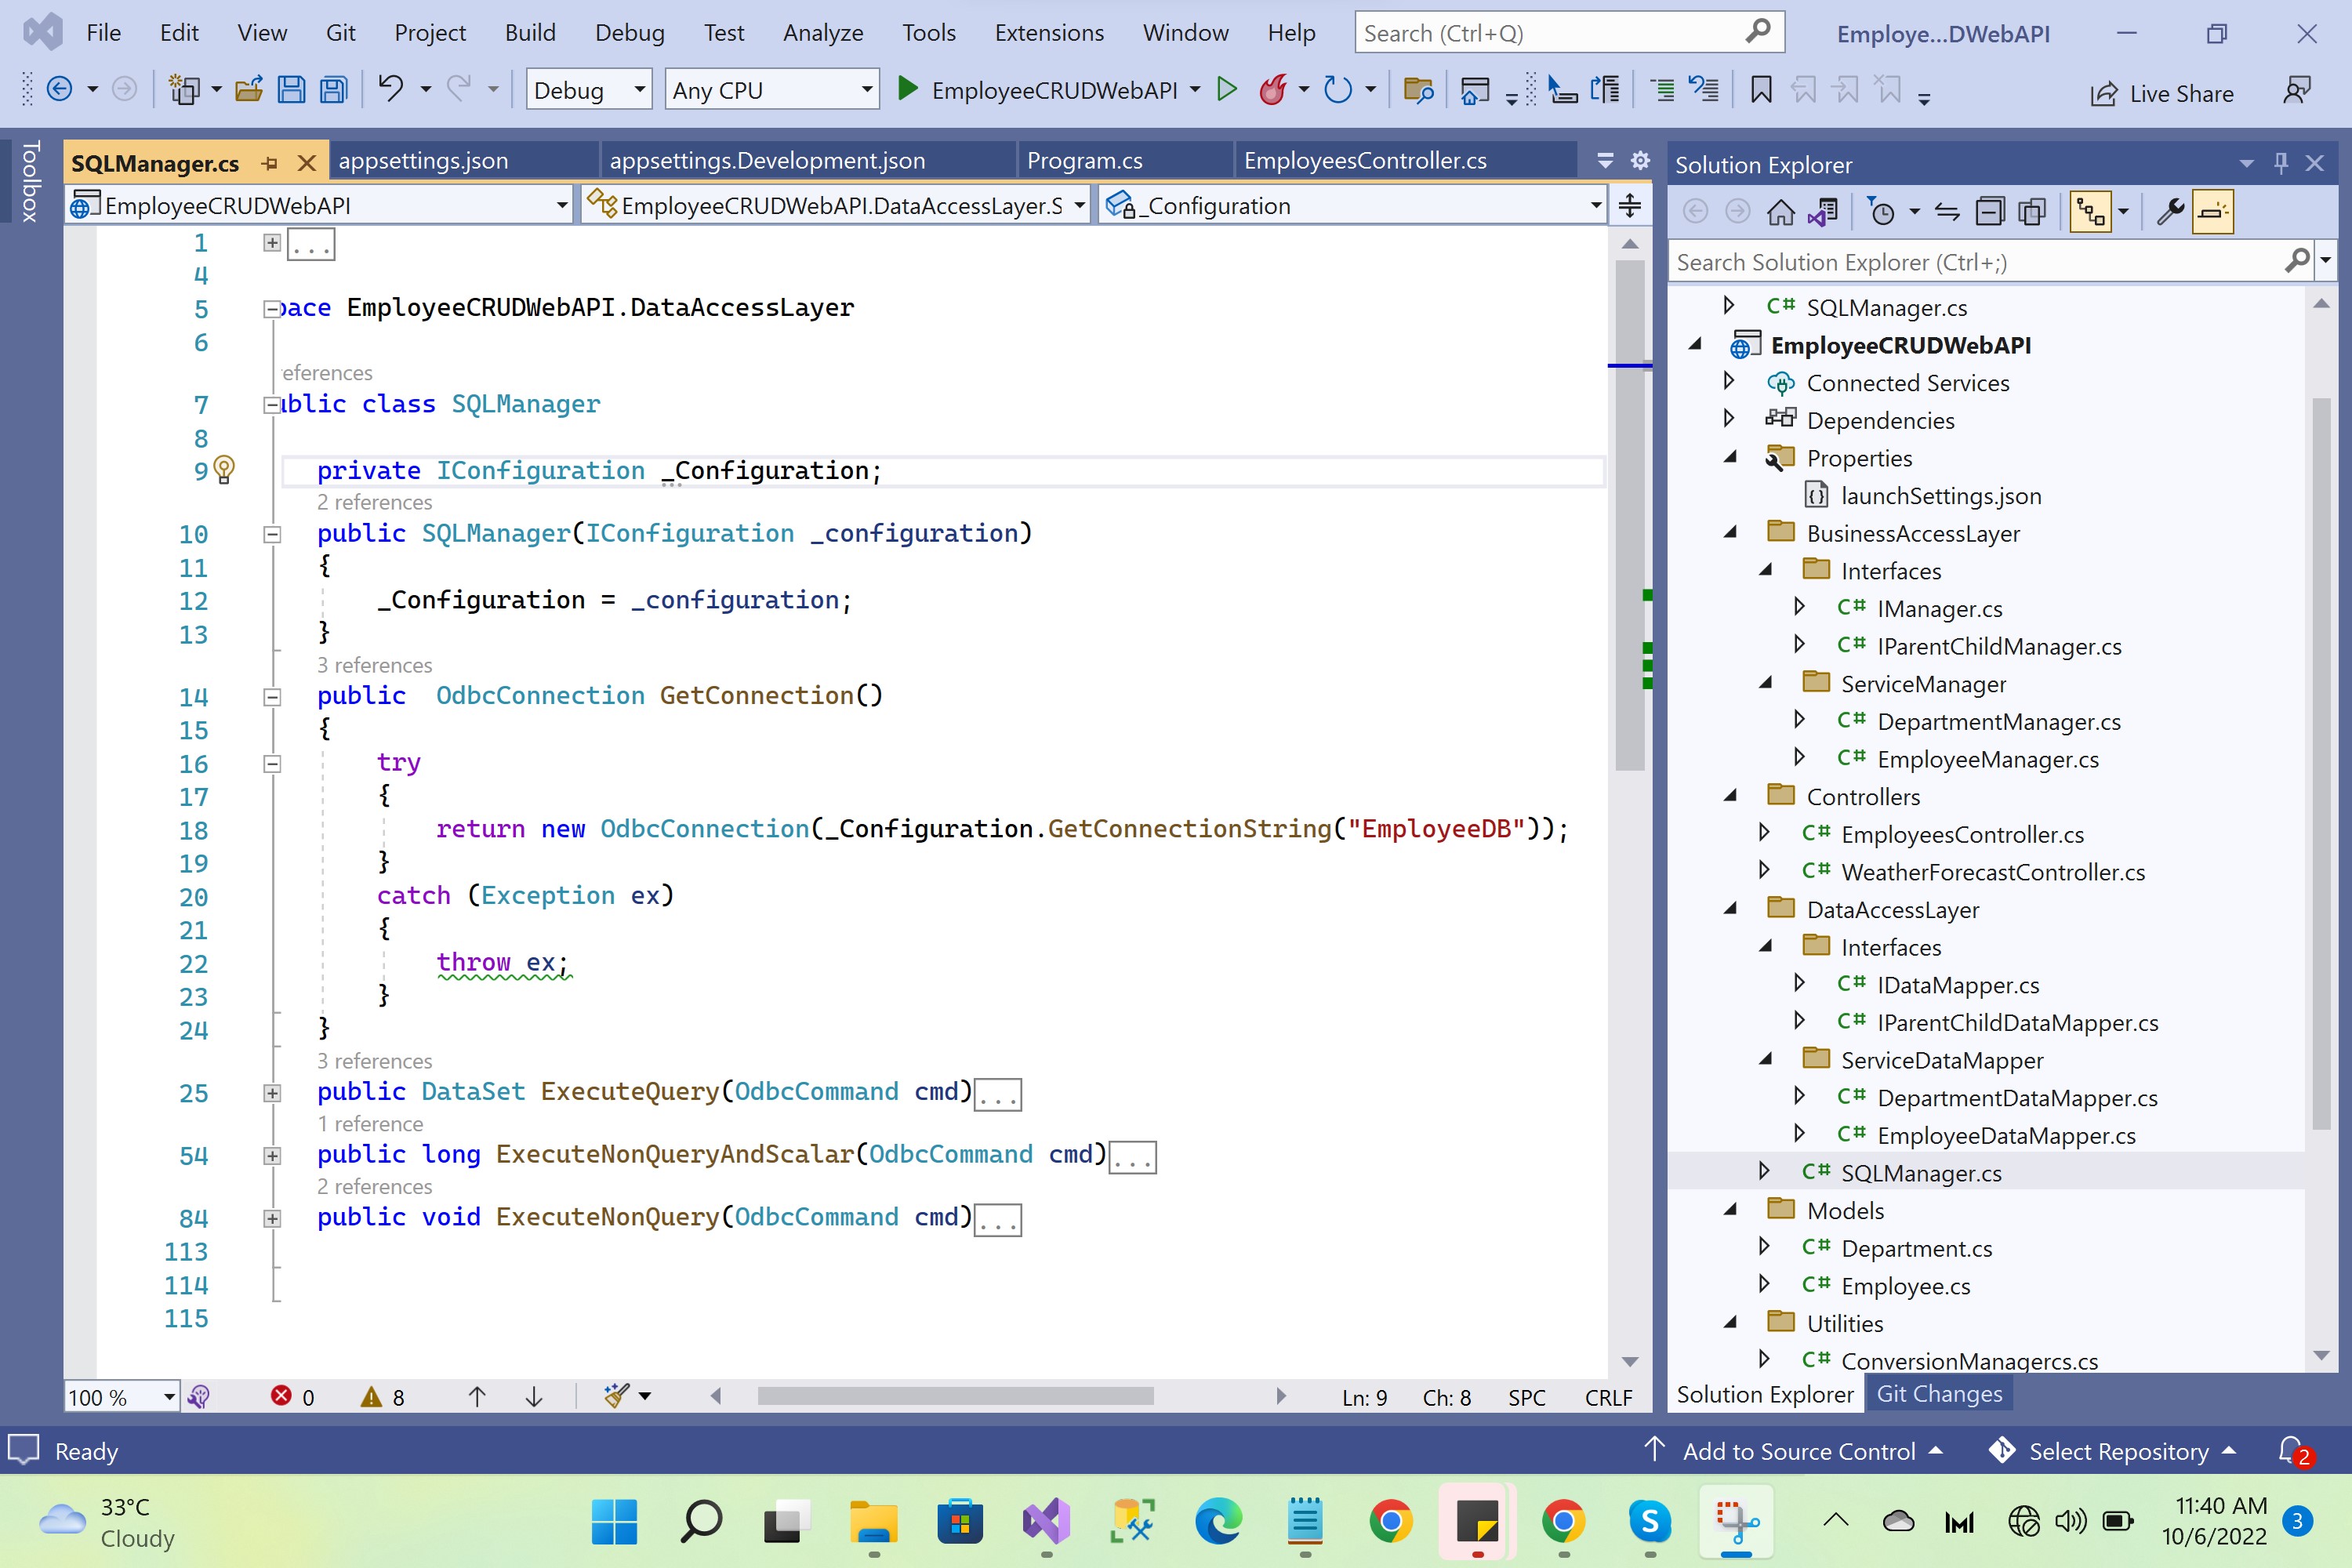 File Edit View Git Project Build Debug Test Analyze Tools Extensions Window Help Search (Ctrl+Q) Employe...DWebAPI
Debug Any CPU EmployeeCRUDWebAPI Live Share
Toolbox
SQLManager.cs appsettings.json appsettings.Development.json Program.cs EmployeesController.cs
EmployeeCRUDWebAPI EmployeeCRUDWebAPI.DataAccessLayer.S _Configuration
1 ...
4
5 pace EmployeeCRUDWebAPI.DataAccessLayer
6
eferences
7 ublic class SQLManager
8
9 private IConfiguration _Configuration;
2 references
10 public SQLManager(IConfiguration _configuration)
11 {
12 _Configuration = _configuration;
13 }
3 references
14 public OdbcConnection GetConnection()
15 {
16 try
17 {
18 return new OdbcConnection(_Configuration.GetConnectionString("EmployeeDB"));
19 }
20 catch (Exception ex)
21 {
22 throw ex;
23 }
24 }
3 references
25 public DataSet ExecuteQuery(OdbcCommand cmd)...
1 reference
54 public long ExecuteNonQueryAndScalar(OdbcCommand cmd)...
2 references
84 public void ExecuteNonQuery(OdbcCommand cmd)...
113
114
115
100 % 0 8 Ln: 9 Ch: 8 SPC CRLF
Solution Explorer
Search Solution Explorer (Ctrl+;)
C# SQLManager.cs
EmployeeCRUDWebAPI
Connected Services
Dependencies
Properties
launchSettings.json
BusinessAccessLayer
Interfaces
C# IManager.cs
C# IParentChildManager.cs
ServiceManager
C# DepartmentManager.cs
C# EmployeeManager.cs
Controllers
C# EmployeesController.cs
C# WeatherForecastController.cs
DataAccessLayer
Interfaces
C# IDataMapper.cs
C# IParentChildDataMapper.cs
ServiceDataMapper
C# DepartmentDataMapper.cs
C# EmployeeDataMapper.cs
C# SQLManager.cs
Models
C# Department.cs
C# Employee.cs
Utilities
C# ConversionManagercs.cs
Solution Explorer Git Changes
Ready Add to Source Control Select Repository 2
33°C
Cloudy
S
11:40 AM
10/6/2022
3